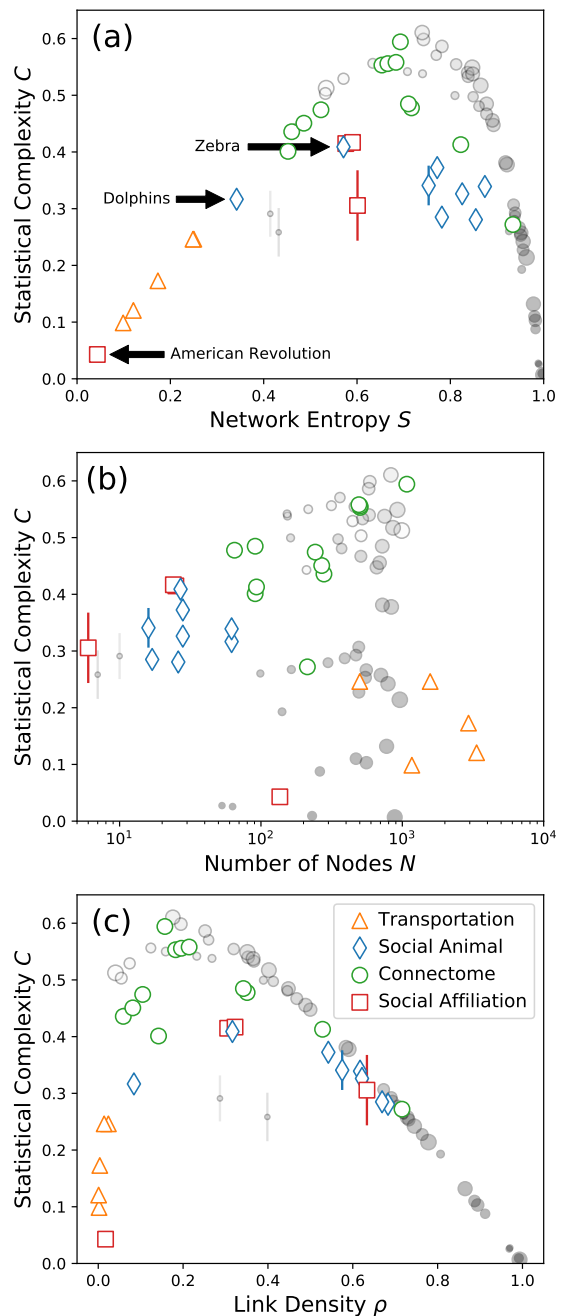 (a)
Statistical Complexity C
0.6
0.5
0.4
0.3
0.2
0.1
0.0
Zebra
Dolphins
American Revolution
0.0 0.2 0.4 0.6 0.8 1.0
Network Entropy S
(b)
Statistical Complexity C
0.6
0.5
0.4
0.3
0.2
0.1
0.0
10¹ 10² 10³ 10⁴
Number of Nodes N
(c)
Statistical Complexity C
0.6
0.5
0.4
0.3
0.2
0.1
0.0
Transportation
Social Animal
Connectome
Social Affiliation
0.0 0.2 0.4 0.6 0.8 1.0
Link Density ρ